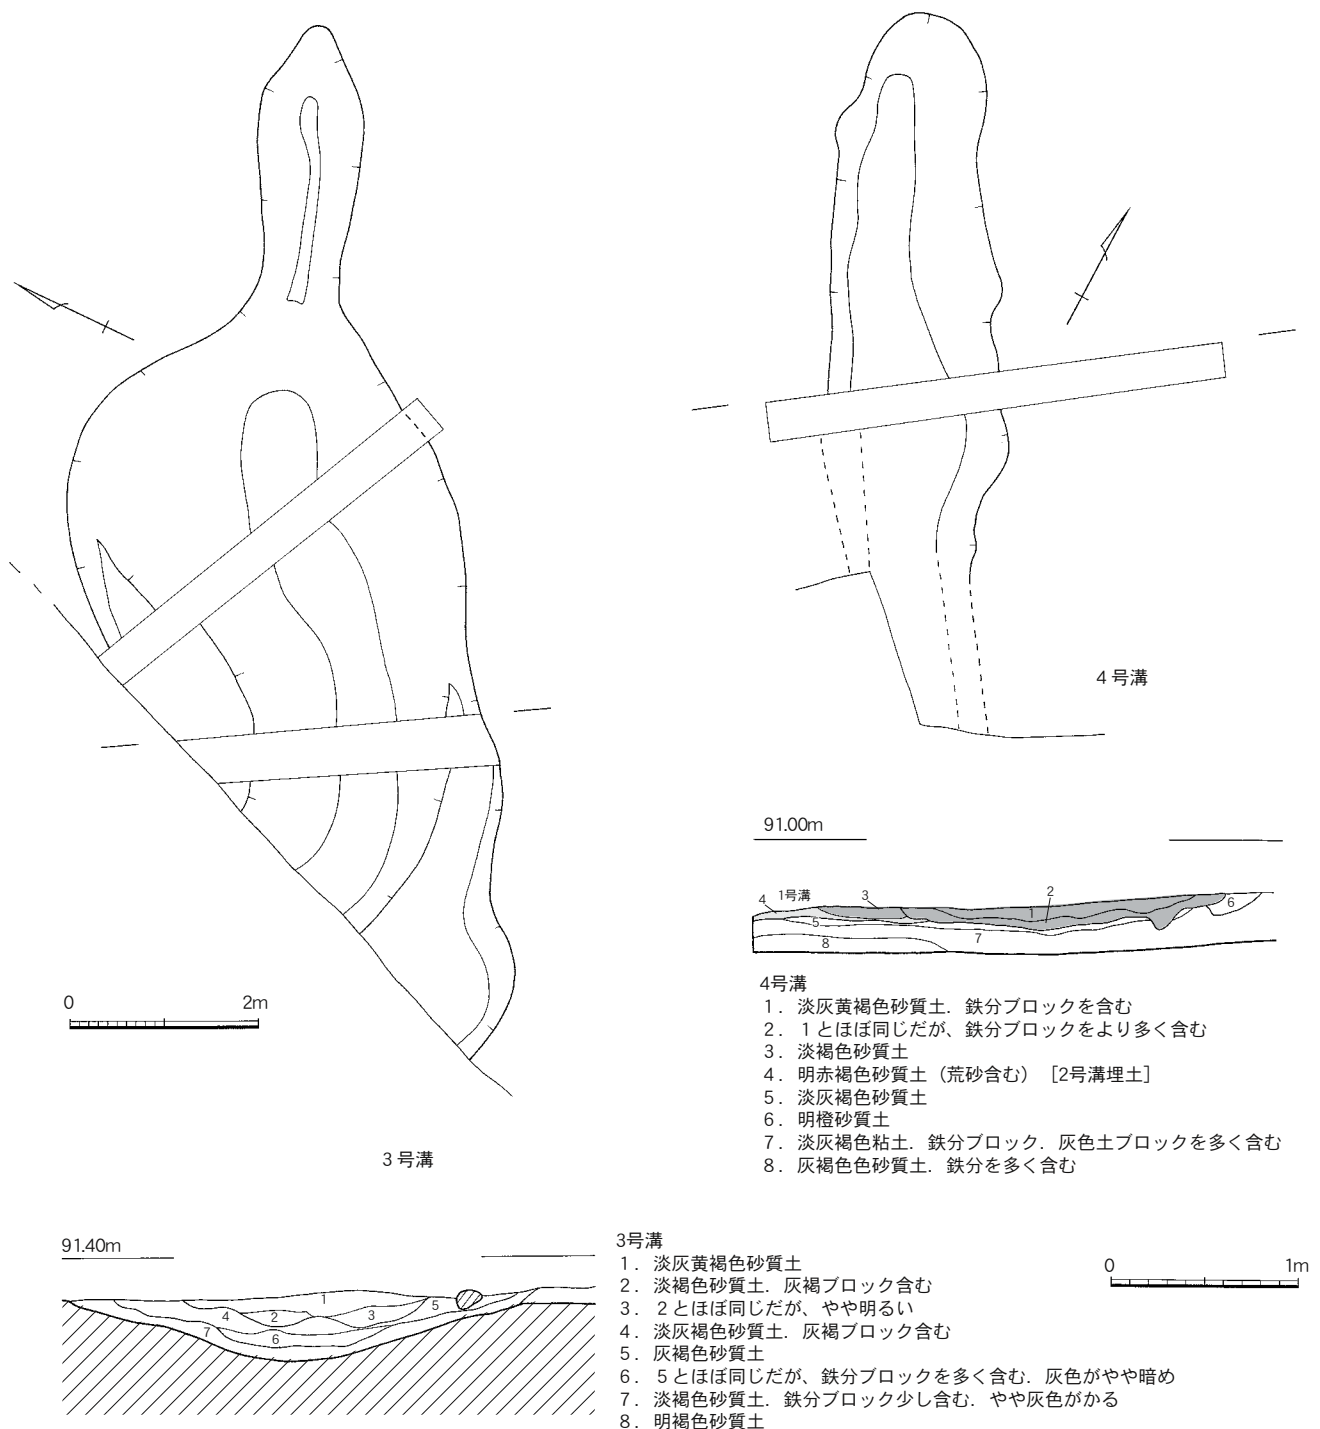 4号溝
91.00m
4
1号溝
3
2
1
6
5
7
8
4号溝
1．淡灰黄褐色砂質土．鉄分ブロックを含む
2．1とほぼ同じだが、鉄分ブロックをより多く含む
3．淡褐色砂質土
4．明赤褐色砂質土（荒砂含む）［2号溝埋土］
5．淡灰褐色砂質土
6．明橙砂質土
7．淡灰褐色粘土．鉄分ブロック．灰色土ブロックを多く含む
8．灰褐色色砂質土．鉄分を多く含む
0 2m
3号溝
91.40m
1
5
4
2
3
7
6
3号溝
1．淡灰黄褐色砂質土
2．淡褐色砂質土．灰褐ブロック含む
3．2とほぼ同じだが、やや明るい
4．淡灰褐色砂質土．灰褐ブロック含む
5．灰褐色砂質土
6．5とほぼ同じだが、鉄分ブロックを多く含む．灰色がやや暗め
7．淡褐色砂質土．鉄分ブロック少し含む．やや灰色がかる
8．明褐色砂質土
0 1m